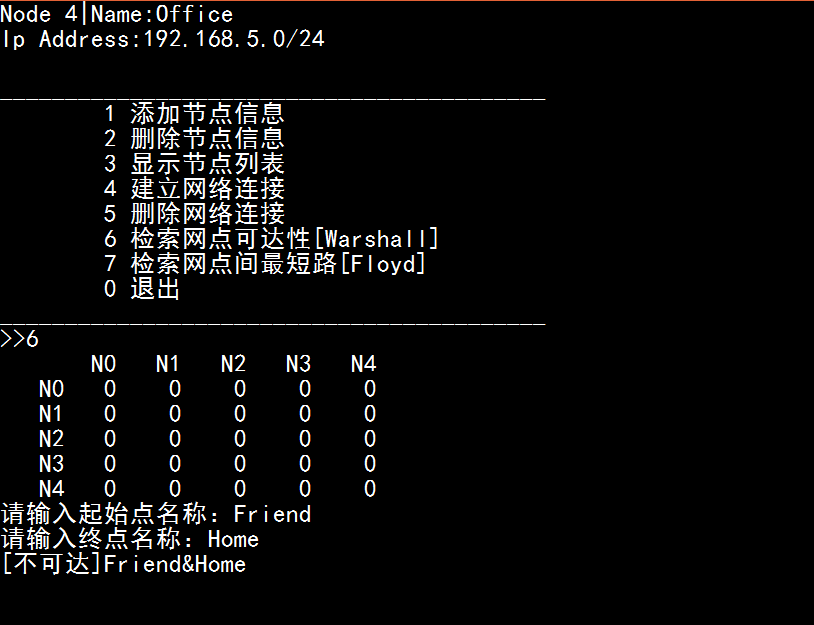 Node 4|Name:Office
Ip Address:192.168.5.0/24
__________________________________________
1 添加节点信息
2 删除节点信息
3 显示节点列表
4 建立网络连接
5 删除网络连接
6 检索网点可达性[Warshall]
7 检索网点间最短路[Floyd]
0 退出
__________________________________________
>>6
N0 N1 N2 N3 N4
N0 0 0 0 0 0
N1 0 0 0 0 0
N2 0 0 0 0 0
N3 0 0 0 0 0
N4 0 0 0 0 0
请输入起始点名称：Friend
请输入终点名称：Home
[不可达]Friend&Home